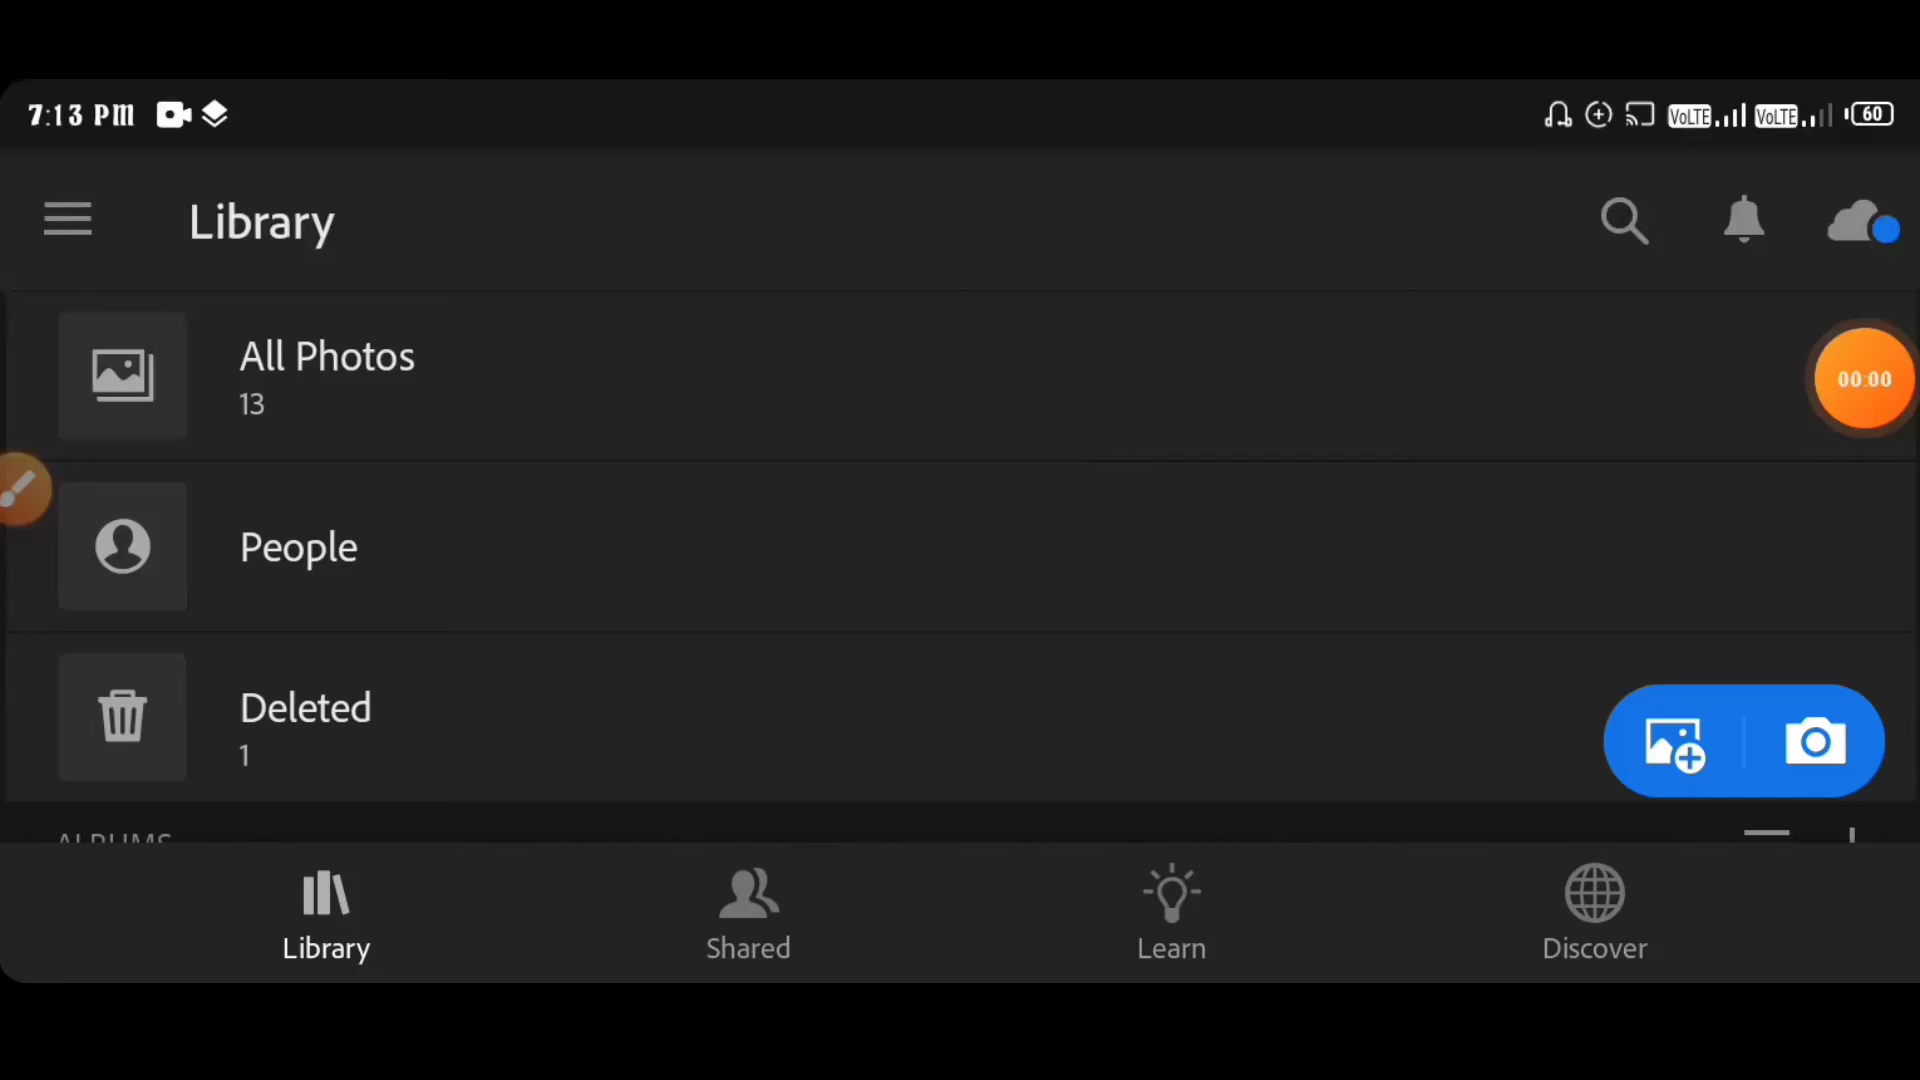 7:13 PM
VoLTE VoLTE 60
Library
All Photos
13
00:00
People
Deleted
1
ALBUMS
Library Shared Learn Discover